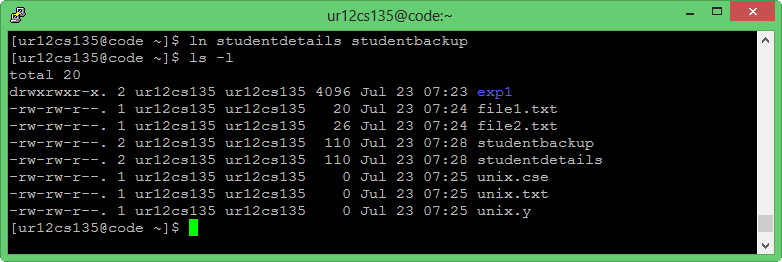 ur12cs135@code:~
[ur12cs135@code ~]$ ln studentdetails studentbackup
[ur12cs135@code ~]$ ls -l
total 20
drwxrwxr-x. 2 ur12cs135 ur12cs135 4096 Jul 23 07:23 exp1
-rw-rw-r--. 1 ur12cs135 ur12cs135   20 Jul 23 07:24 file1.txt
-rw-rw-r--. 1 ur12cs135 ur12cs135   26 Jul 23 07:24 file2.txt
-rw-rw-r--. 2 ur12cs135 ur12cs135  110 Jul 23 07:28 studentbackup
-rw-rw-r--. 2 ur12cs135 ur12cs135  110 Jul 23 07:28 studentdetails
-rw-rw-r--. 1 ur12cs135 ur12cs135    0 Jul 23 07:25 unix.cse
-rw-rw-r--. 1 ur12cs135 ur12cs135    0 Jul 23 07:25 unix.txt
-rw-rw-r--. 1 ur12cs135 ur12cs135    0 Jul 23 07:25 unix.y
[ur12cs135@code ~]$